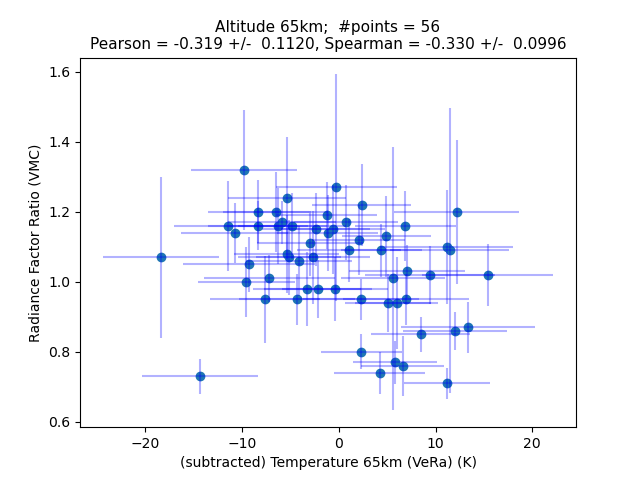 Altitude 65km;  #points = 56
Pearson = -0.319 +/-  0.1120, Spearman = -0.330 +/-  0.0996
1.6
1.4
1.2
1.0
0.8
0.6
Radiance Factor Ratio (VMC)
−20
−10
0
10
20
(subtracted) Temperature 65km (VeRa) (K)